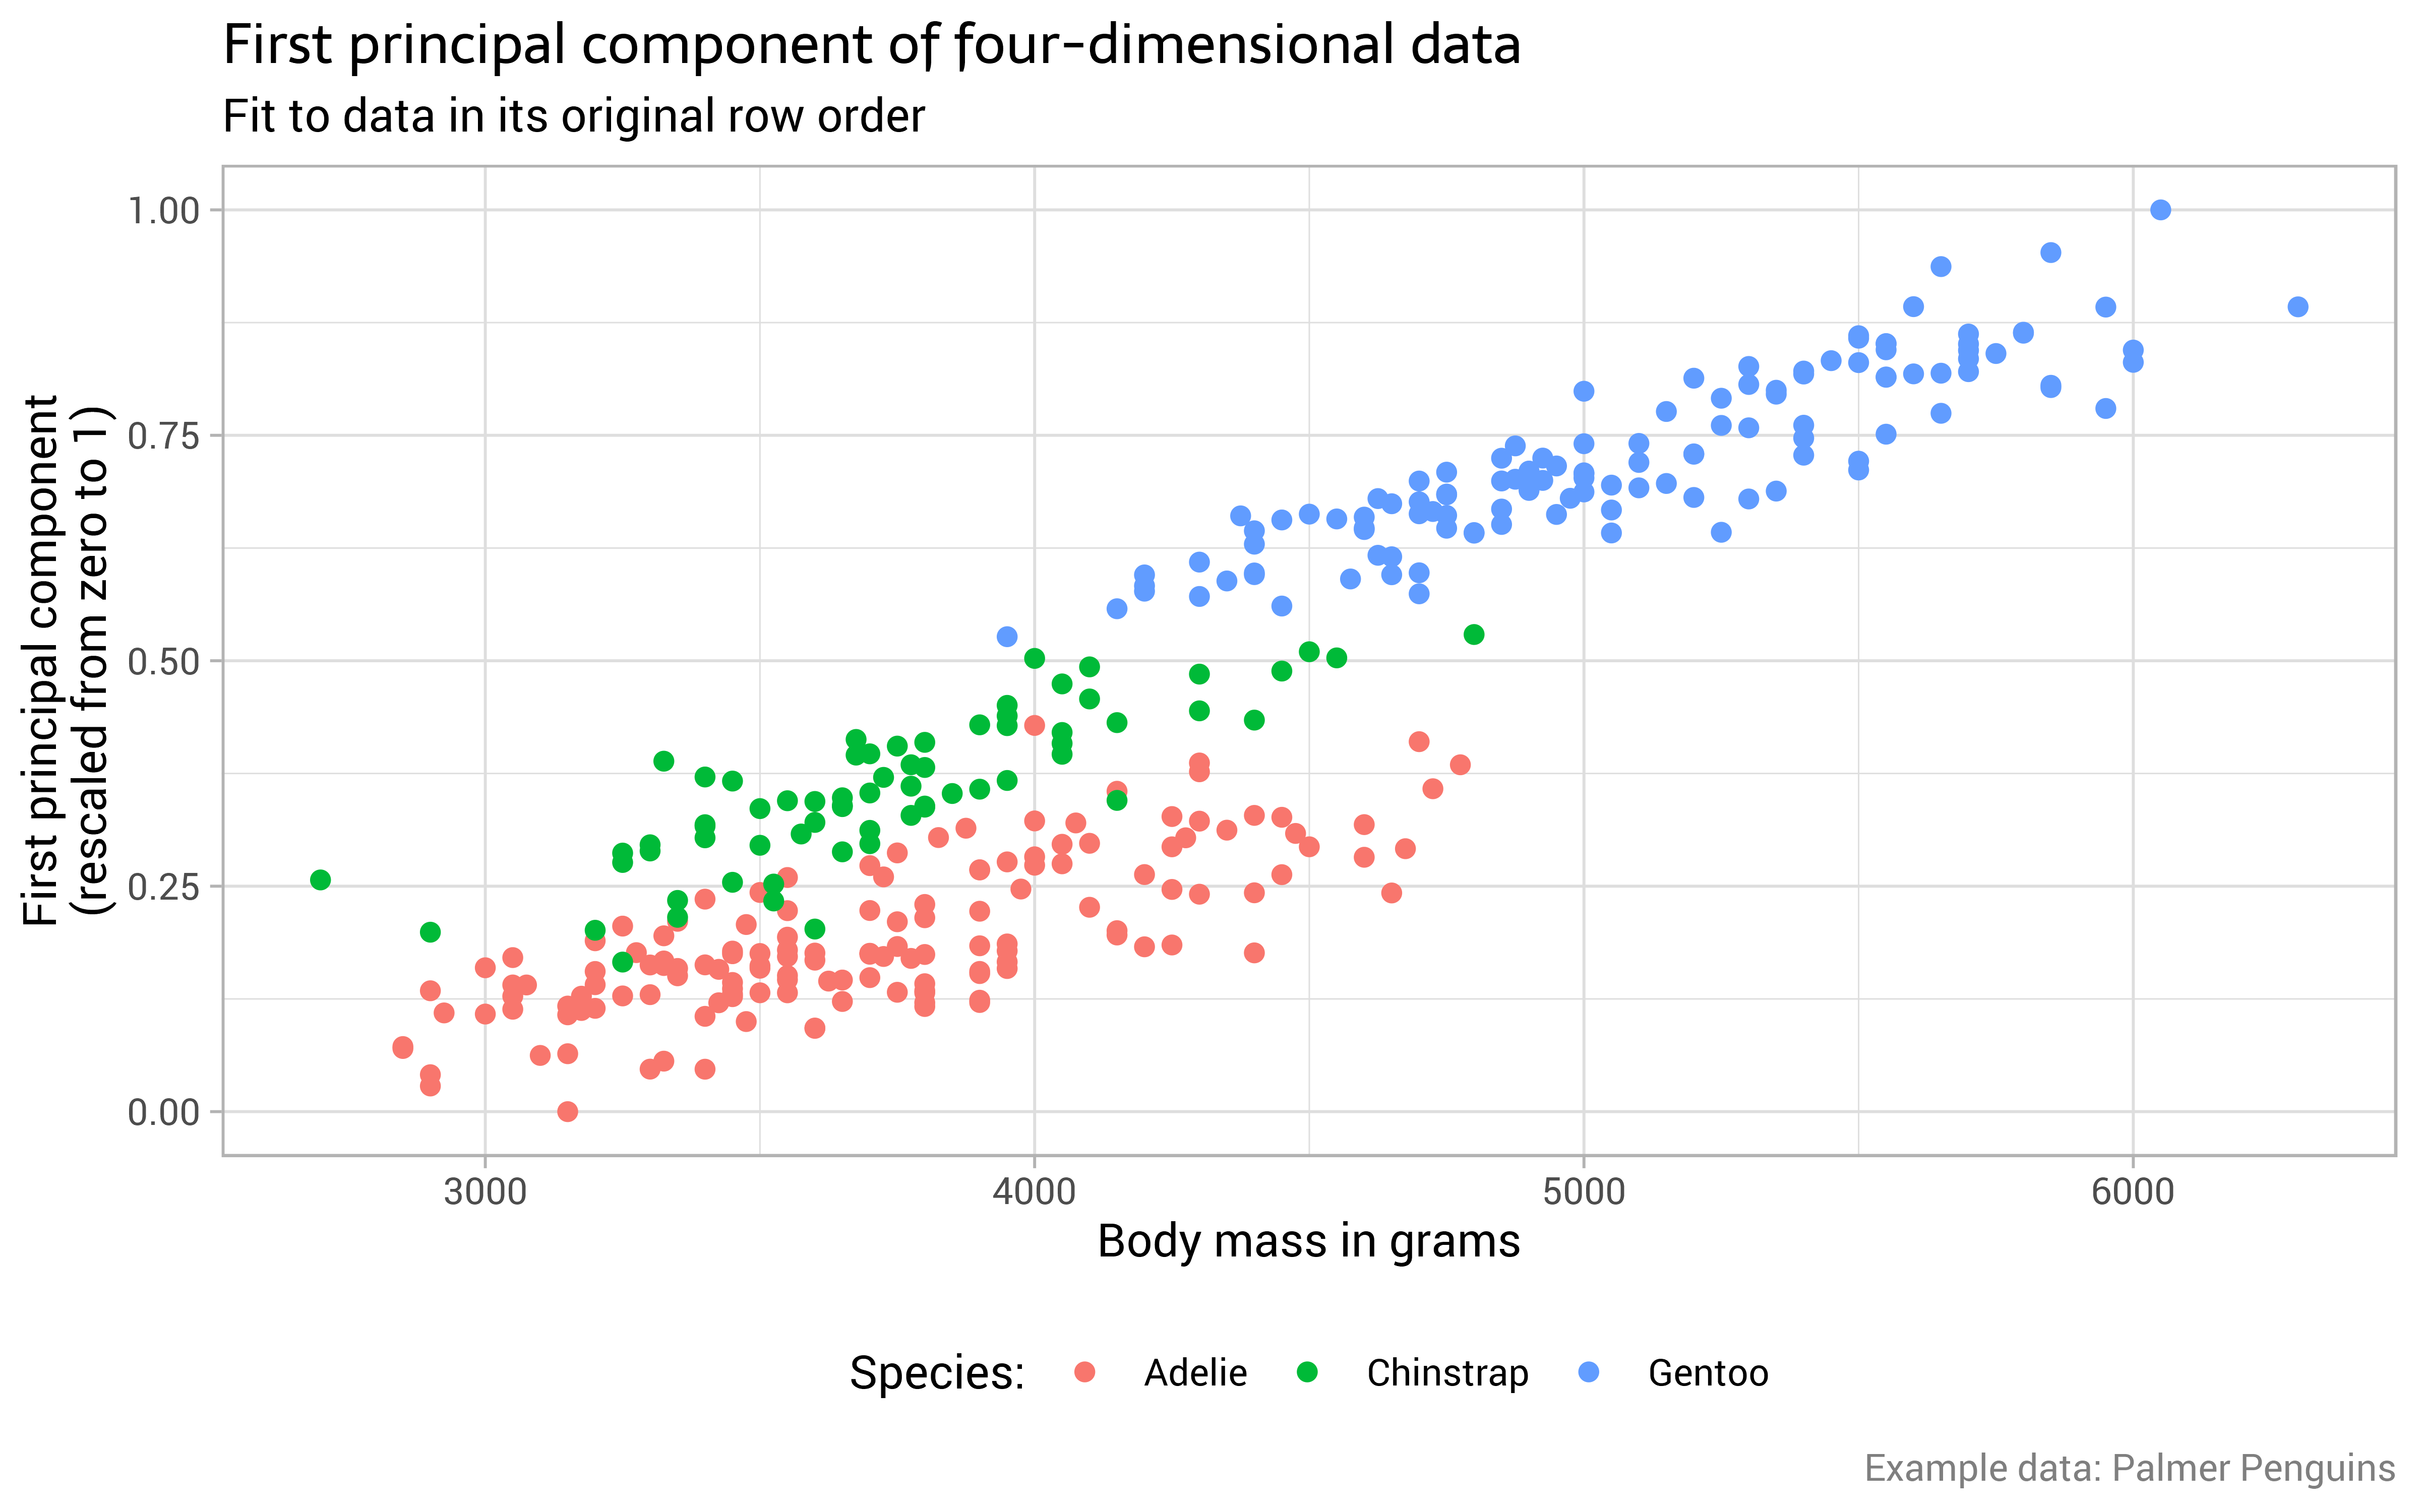 First principal component of four-dimensional data
Fit to data in its original row order
First principal component
(rescaled from zero to 1)
1.00
0.75
0.50
0.25
0.00
3000 4000 5000 6000
Body mass in grams
Species: Adelie Chinstrap Gentoo
Example data: Palmer Penguins